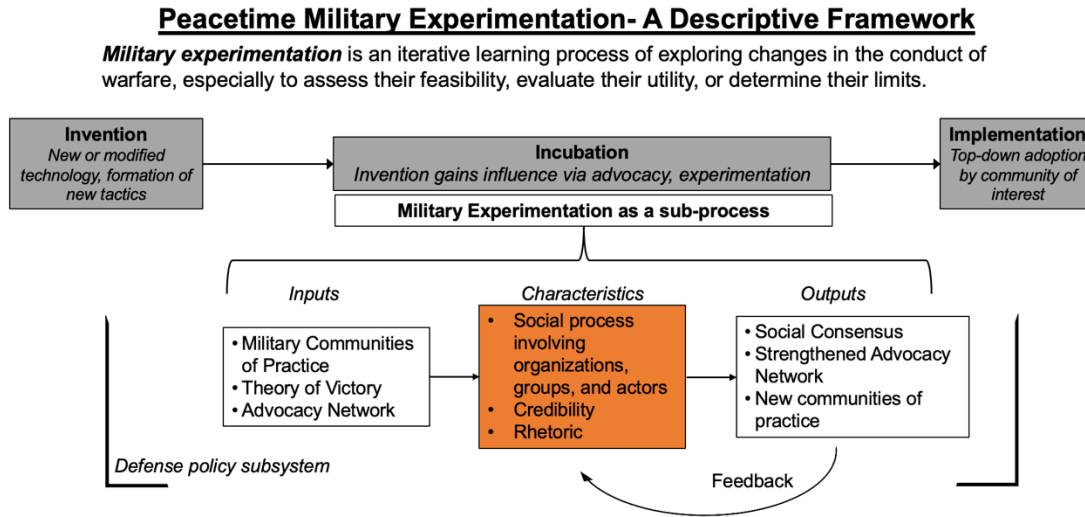 Peacetime Military Experimentation- A Descriptive Framework
Military experimentation is an iterative learning process of exploring changes in the conduct of
warfare, especially to assess their feasibility, evaluate their utility, or determine their limits.
Invention
New or modified
technology, formation of
new tactics
Incubation
Invention gains influence via advocacy, experimentation
Implementation
Top-down adoption
by community of
interest
Military Experimentation as a sub-process
Inputs
• Military Communities
of Practice
• Theory of Victory
• Advocacy Network
Characteristics
• Social process
involving
organizations,
groups, and actors
• Credibility
• Rhetoric
Outputs
• Social Consensus
• Strengthened Advocacy
Network
• New communities of
practice
Defense policy subsystem
Feedback